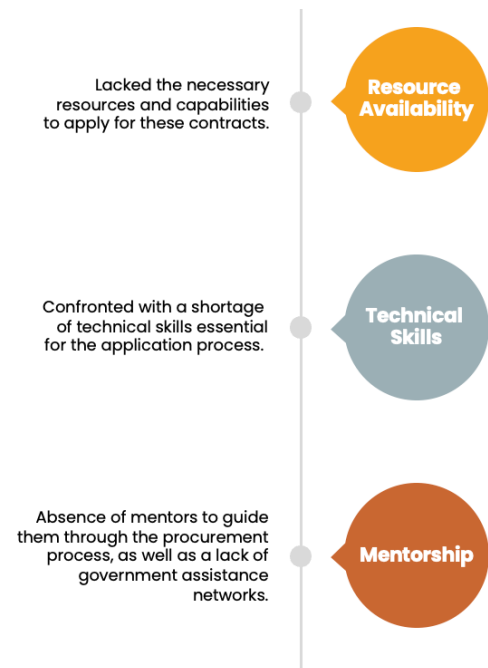 Lacked the necessary
resources and capabilities
to apply for these contracts.
Resource
Availability
Confronted with a shortage
of technical skills essential
for the application process.
Technical
Skills
Absence of mentors to guide
them through the procurement
process, as well as a lack of
government assistance
networks.
Mentorship